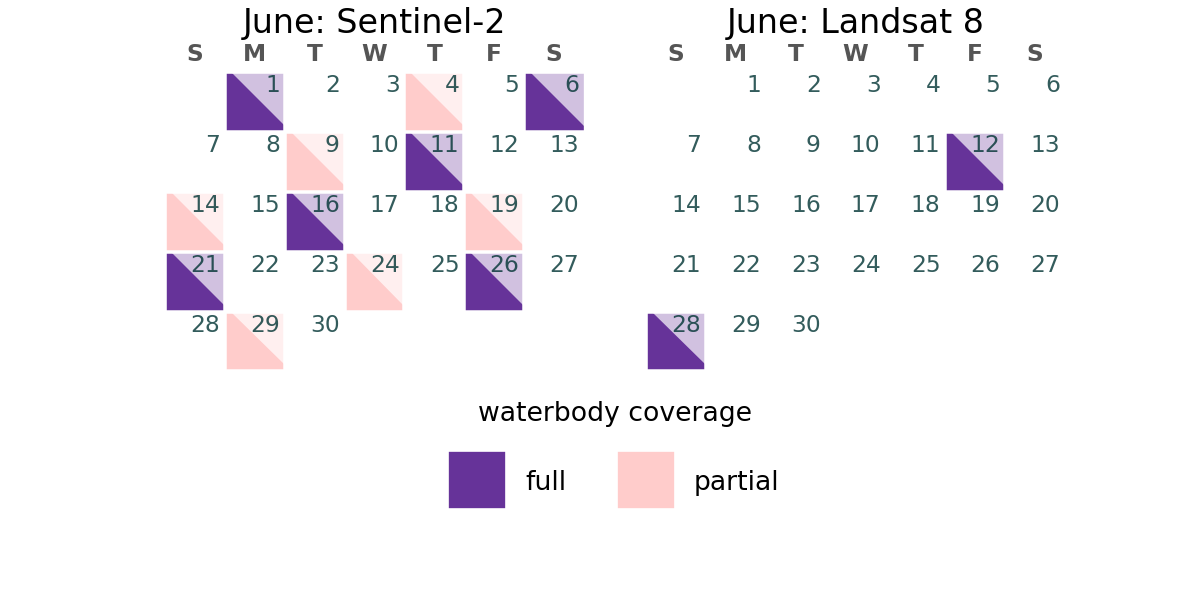 June: Sentinel-2
S M T W T F S
1 2 3 4 5 6
7 8 9 10 11 12 13
14 15 16 17 18 19 20
21 22 23 24 25 26 27
28 29 30
June: Landsat 8
S M T W T F S
1 2 3 4 5 6
7 8 9 10 11 12 13
14 15 16 17 18 19 20
21 22 23 24 25 26 27
28 29 30
waterbody coverage
full partial